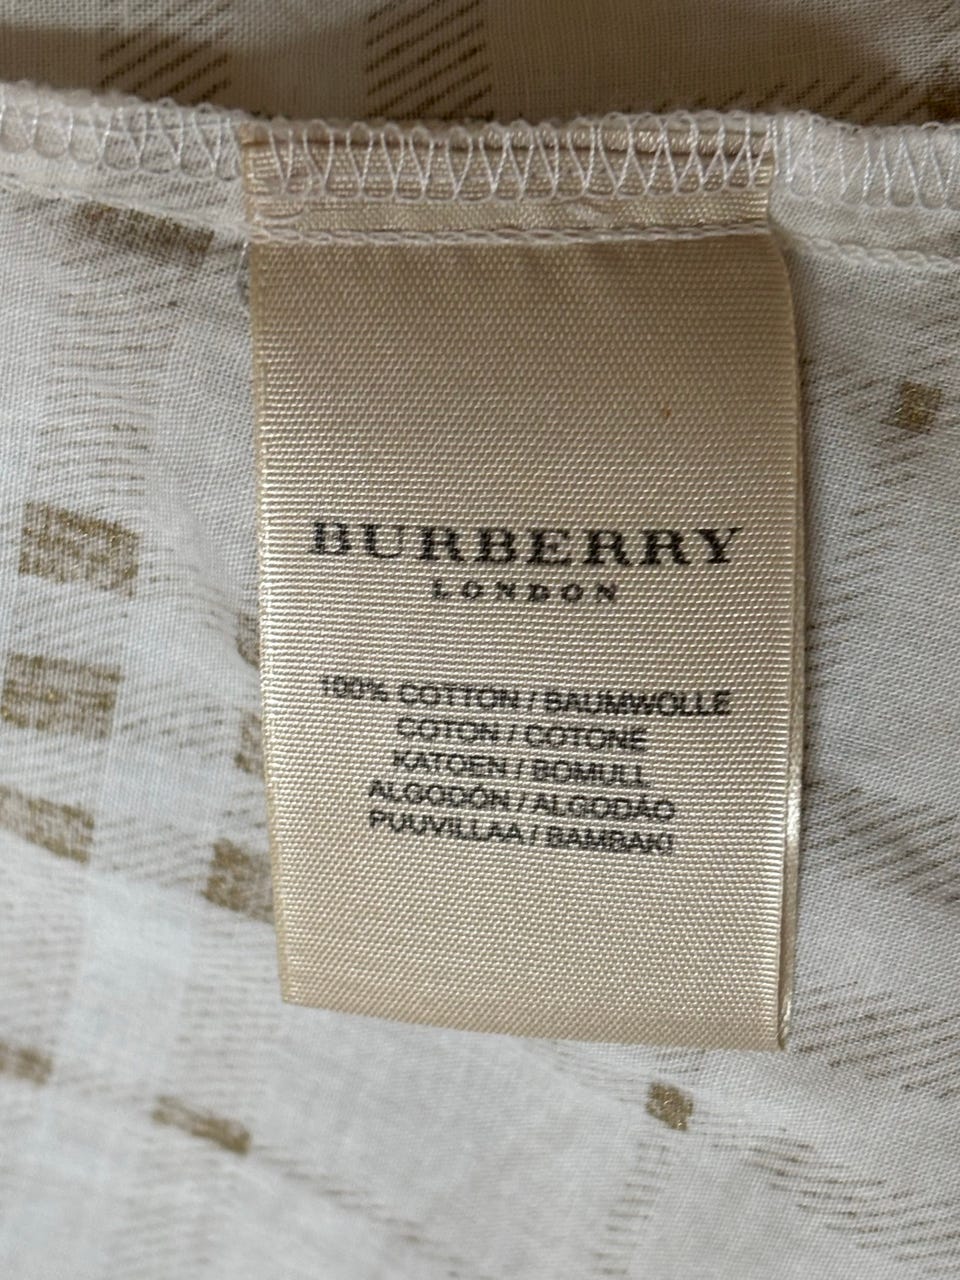 BURBERRY
LONDON
100% COTTON / BAUMWOLLE
COTON / COTONE
KATOEN / BOMULL
ALGODÓN / ALGODÃO
PUUVILLAA / BAMBAKI